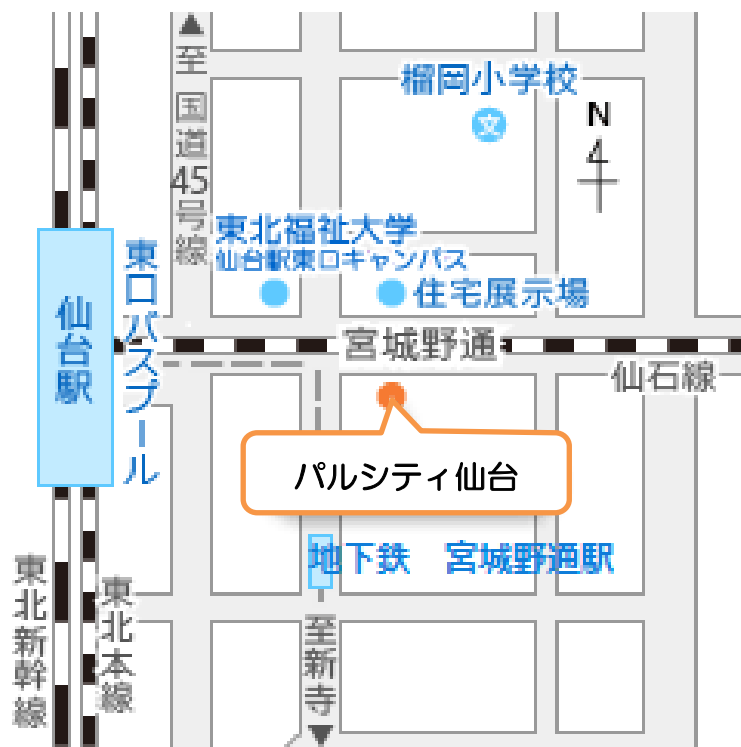 至 国道45号線
榴岡小学校
文
N
東北福祉大学
仙台駅東口キャンパス
住宅展示場
仙台駅
東口バスプール
宮城野通
仙石線
パルシティ仙台
地下鉄 宮城野通駅
東北新幹線
東北本線
至新寺